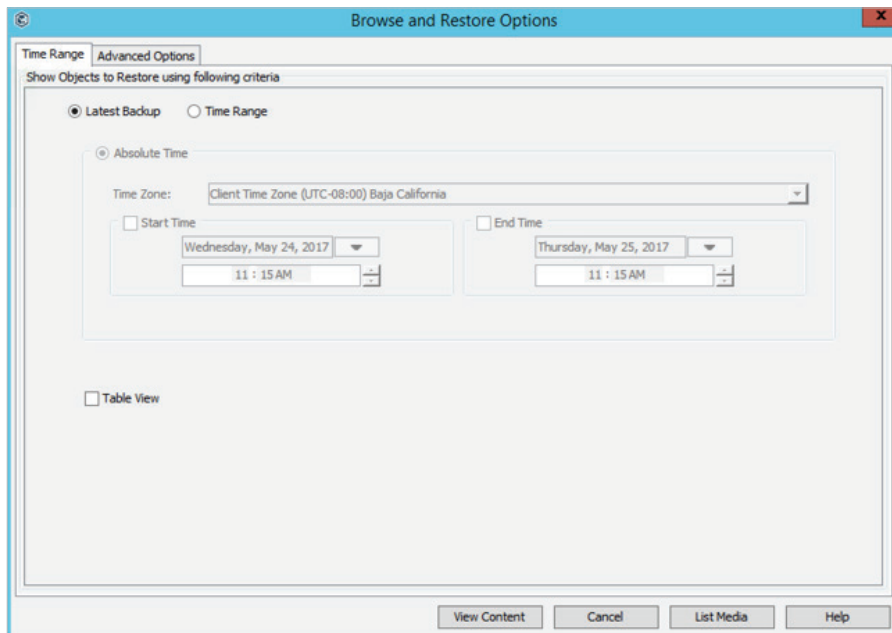 Browse and Restore Options
x
Time Range Advanced Options
Show Objects to Restore using following criteria
Latest Backup Time Range
Absolute Time
Time Zone: Client Time Zone (UTC-08:00) Baja California
Start Time End Time
Wednesday, May 24, 2017 Thursday, May 25, 2017
11 : 15 AM 11 : 15 AM
Table View
View Content Cancel List Media Help